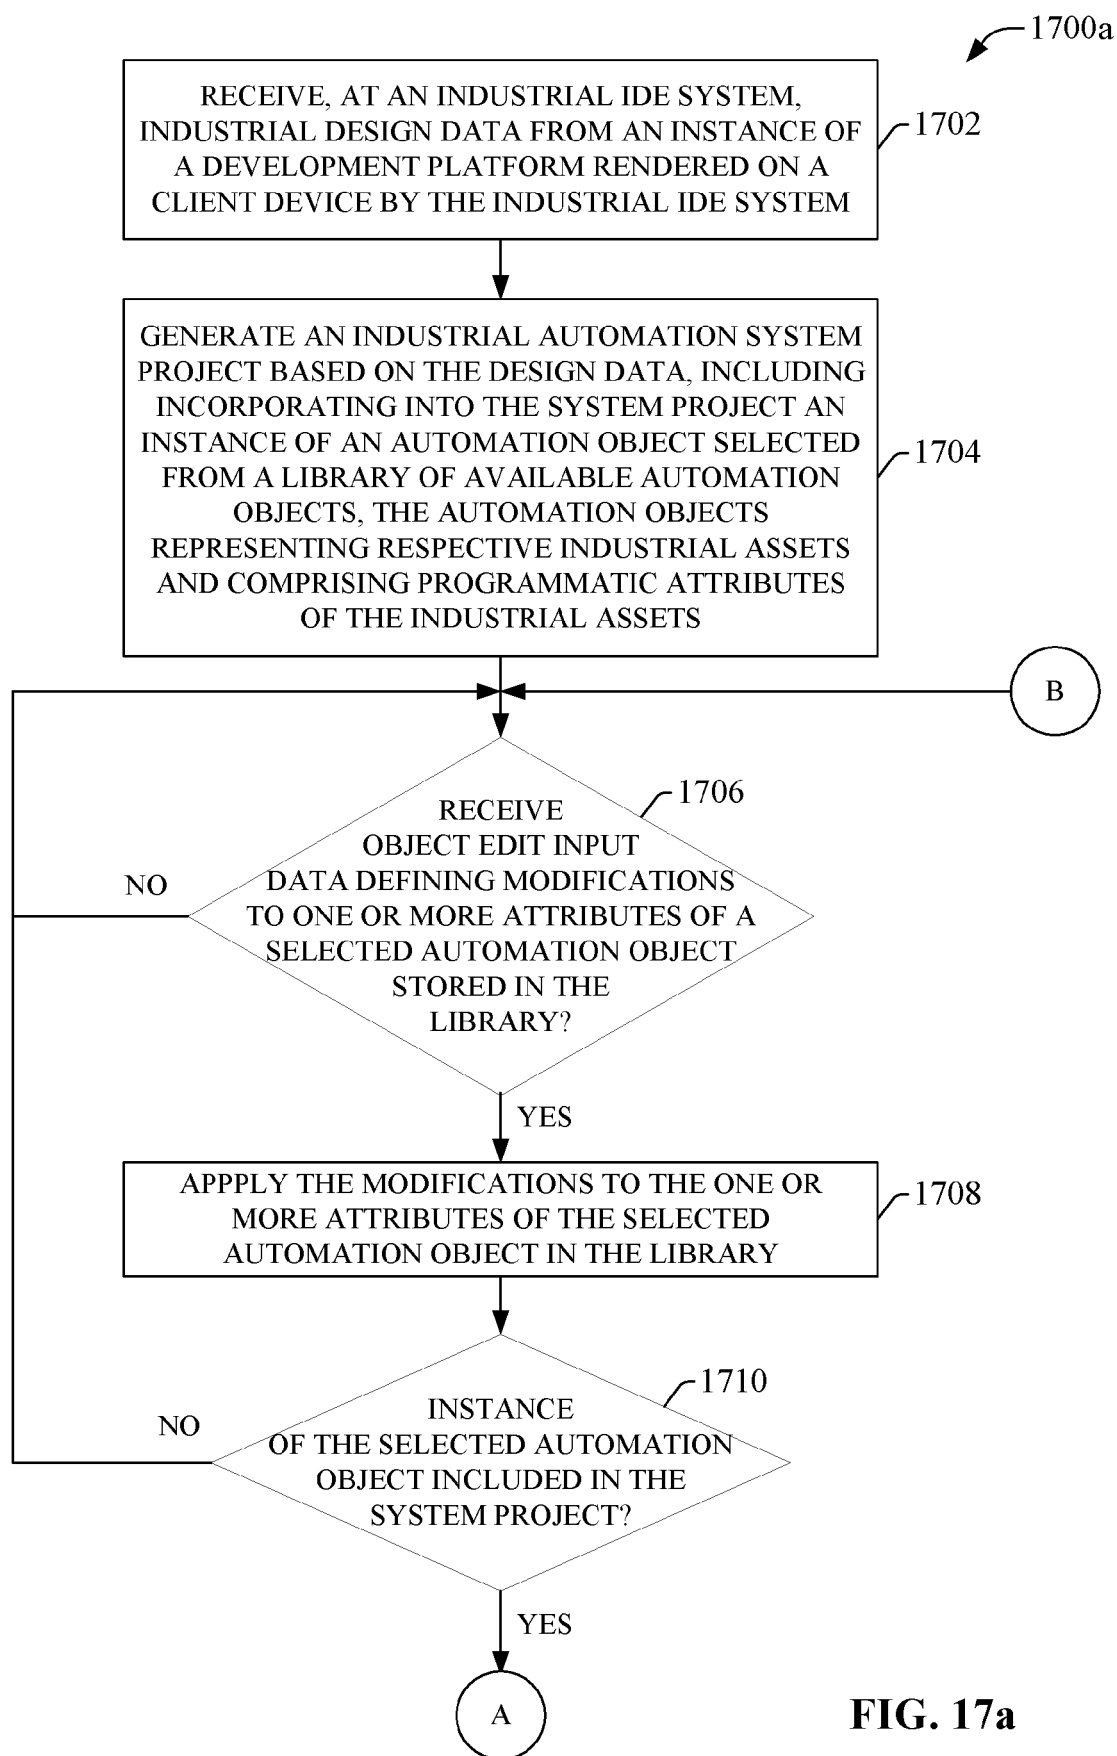 1700a
RECEIVE, AT AN INDUSTRIAL IDE SYSTEM,
INDUSTRIAL DESIGN DATA FROM AN INSTANCE OF
A DEVELOPMENT PLATFORM RENDERED ON A
CLIENT DEVICE BY THE INDUSTRIAL IDE SYSTEM
1702
GENERATE AN INDUSTRIAL AUTOMATION SYSTEM
PROJECT BASED ON THE DESIGN DATA, INCLUDING
INCORPORATING INTO THE SYSTEM PROJECT AN
INSTANCE OF AN AUTOMATION OBJECT SELECTED
FROM A LIBRARY OF AVAILABLE AUTOMATION
OBJECTS, THE AUTOMATION OBJECTS
REPRESENTING RESPECTIVE INDUSTRIAL ASSETS
AND COMPRISING PROGRAMMATIC ATTRIBUTES
OF THE INDUSTRIAL ASSETS
1704
B
RECEIVE
OBJECT EDIT INPUT
DATA DEFINING MODIFICATIONS
TO ONE OR MORE ATTRIBUTES OF A
SELECTED AUTOMATION OBJECT
STORED IN THE
LIBRARY?
1706
NO
YES
APPPLY THE MODIFICATIONS TO THE ONE OR
MORE ATTRIBUTES OF THE SELECTED
AUTOMATION OBJECT IN THE LIBRARY
1708
INSTANCE
OF THE SELECTED AUTOMATION
OBJECT INCLUDED IN THE
SYSTEM PROJECT?
1710
NO
YES
A
FIG. 17a